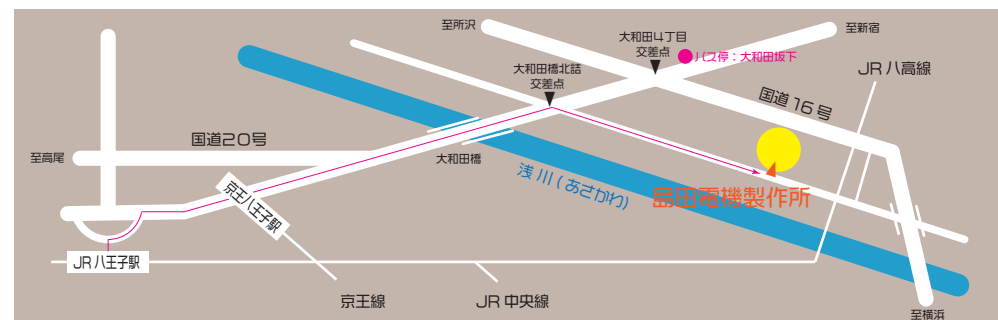 至所沢
大和田4丁目
交差点
至新宿
バス停：大和田坂下
大和田橋北詰
交差点
JR八高線
国道16号
国道20号
至高尾
大和田橋
浅川(あさかわ)
島田電機製作所
京王八王子駅
JR八王子駅
京王線
JR中央線
至横浜